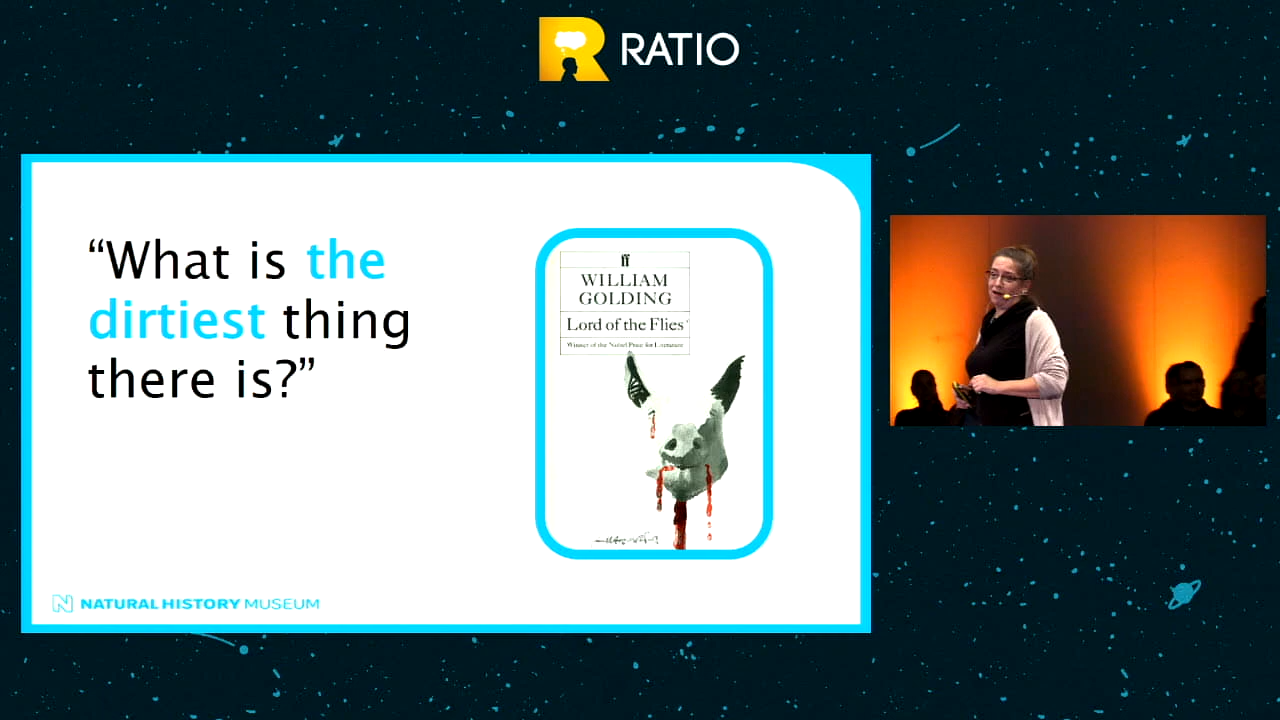 RATIO
“What is the
dirtiest thing
there is?”
ff
WILLIAM
GOLDING
Lord of the Flies
Winner of the Nobel Prize for Literature
NATURAL HISTORY MUSEUM